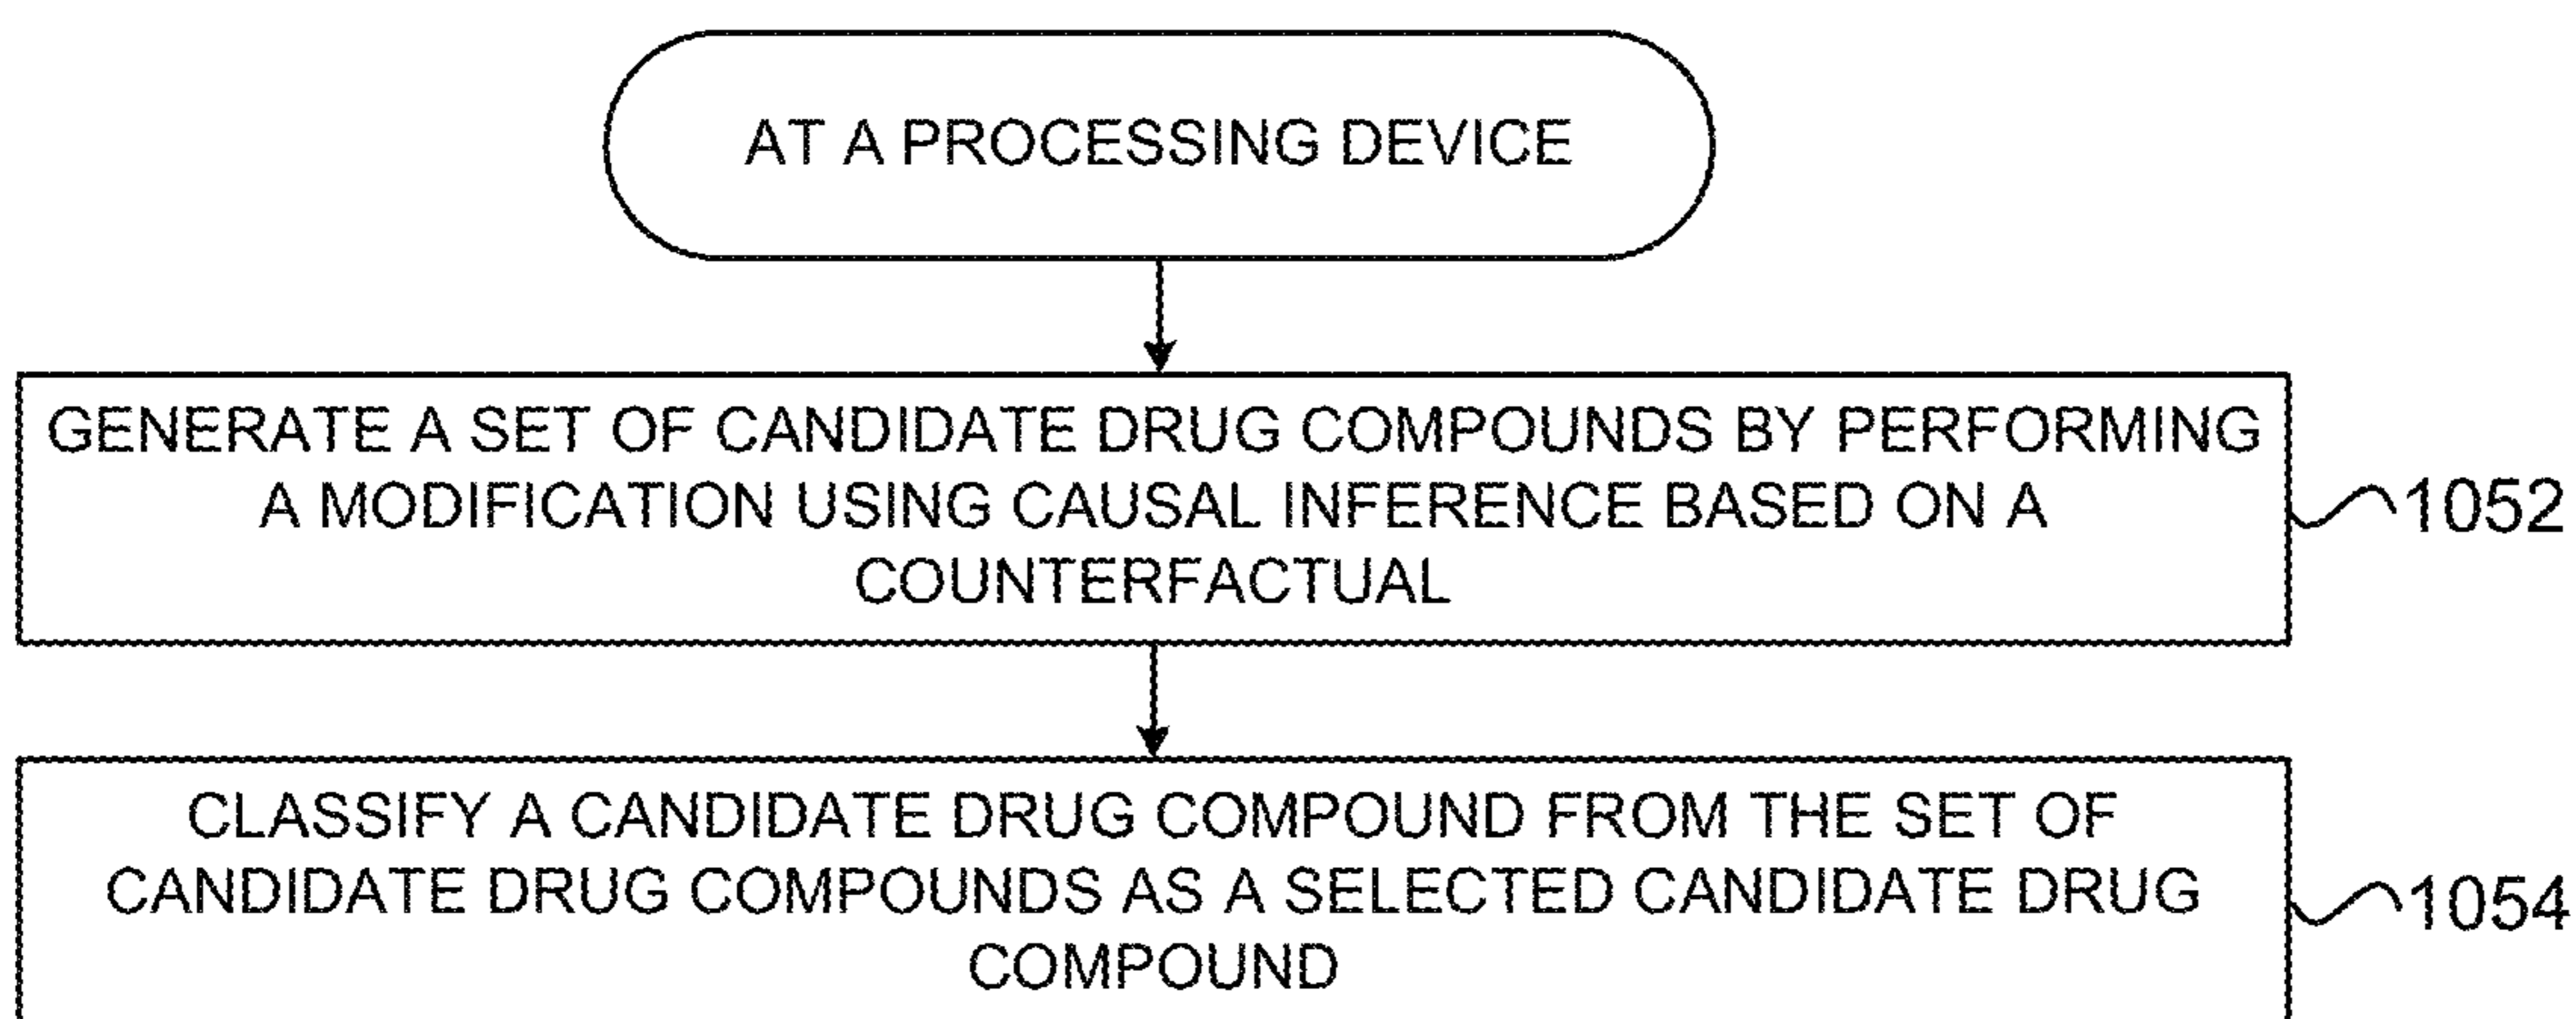 AT A PROCESSING DEVICE
GENERATE A SET OF CANDIDATE DRUG COMPOUNDS BY PERFORMING
A MODIFICATION USING CAUSAL INFERENCE BASED ON A
COUNTERFACTUAL
1052
CLASSIFY A CANDIDATE DRUG COMPOUND FROM THE SET OF
CANDIDATE DRUG COMPOUNDS AS A SELECTED CANDIDATE DRUG
COMPOUND
1054